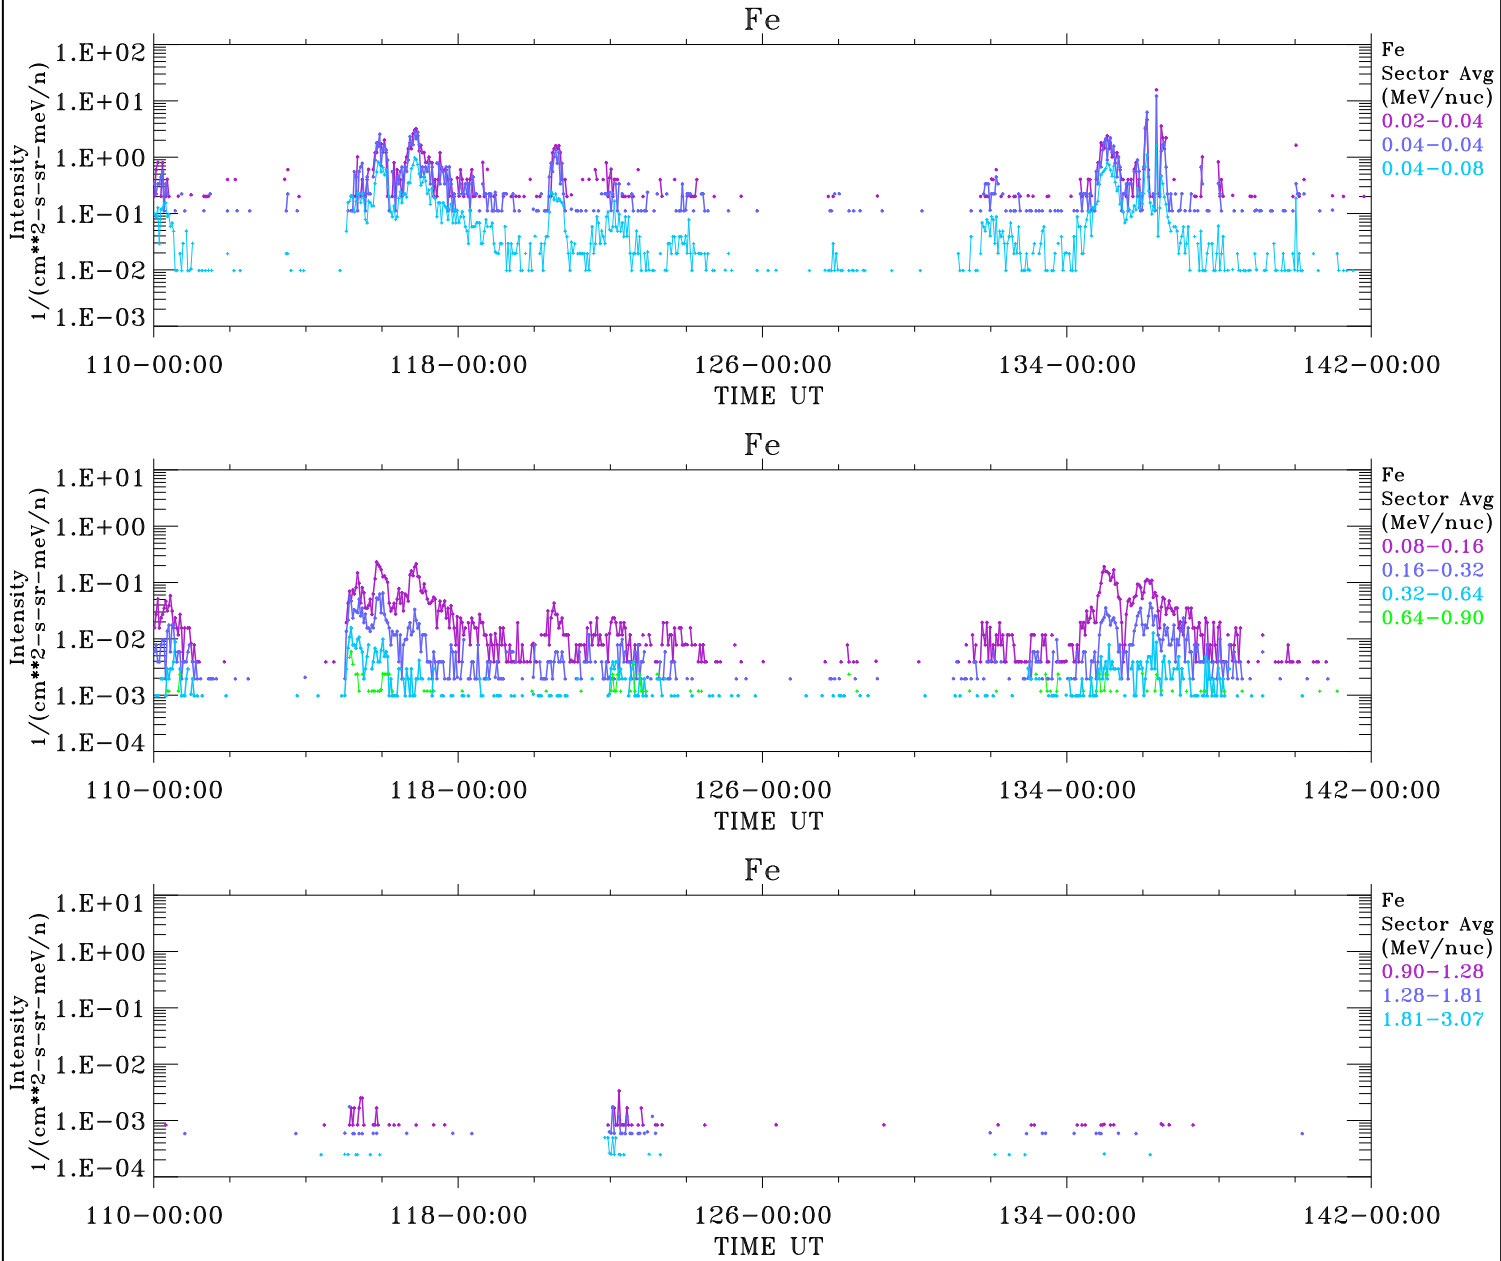 Fe
1.E+02
1.E+01
1.E+00
1.E-01
1.E-02
1.E-03
Intensity
1/(cm**2-s-sr-meV/n)
110-00:00 118-00:00 126-00:00 134-00:00 142-00:00
TIME UT
Fe
Sector Avg
(MeV/nuc)
0.02-0.04
0.04-0.04
0.04-0.08
Fe
1.E+01
1.E+00
1.E-01
1.E-02
1.E-03
1.E-04
Intensity
1/(cm**2-s-sr-meV/n)
110-00:00 118-00:00 126-00:00 134-00:00 142-00:00
TIME UT
Fe
Sector Avg
(MeV/nuc)
0.08-0.16
0.16-0.32
0.32-0.64
0.64-0.90
Fe
1.E+01
1.E+00
1.E-01
1.E-02
1.E-03
1.E-04
Intensity
1/(cm**2-s-sr-meV/n)
110-00:00 118-00:00 126-00:00 134-00:00 142-00:00
TIME UT
Fe
Sector Avg
(MeV/nuc)
0.90-1.28
1.28-1.81
1.81-3.07